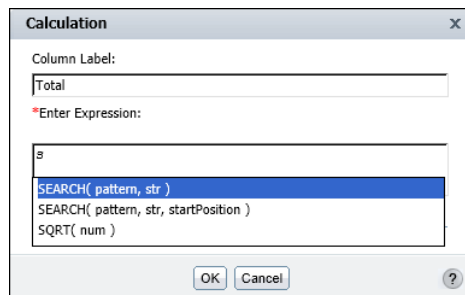 Calculation x
Column Label:
Total
*Enter Expression:
s
SEARCH( pattern, str )
SEARCH( pattern, str, startPosition )
SQRT( num )
OK Cancel ?